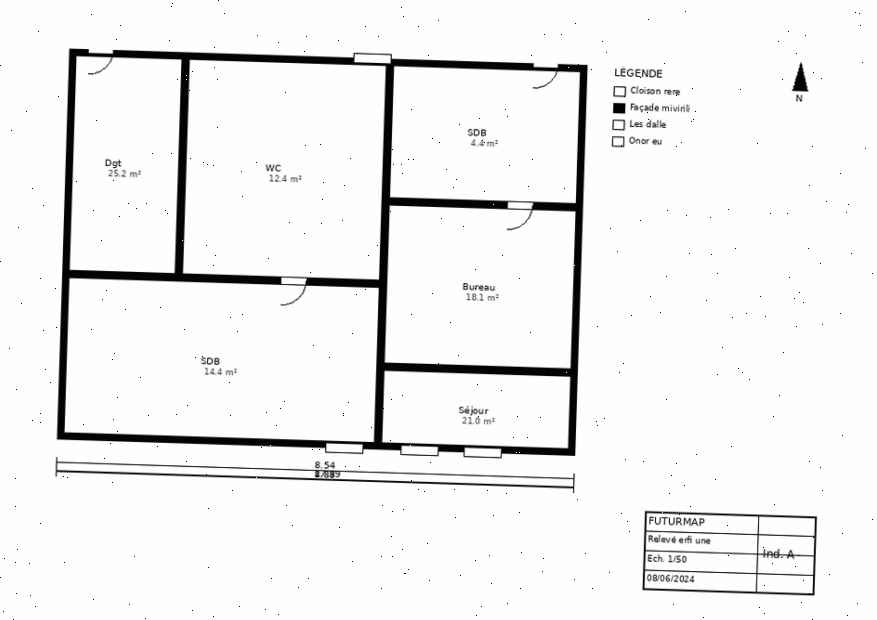 LÉGENDE
Cloison rere
Façade mivirili
Les dalle
Onor eu
N
SDB
4.4 m²
Dgt
25.2 m²
WC
12.4 m²
Bureau
18.1 m²
SDB
14.4 m²
Séjour
21.0 m²
8.54
FUTURMAP
Relevé erfi une
Ind. A
Ech. 1/50
08/06/2024